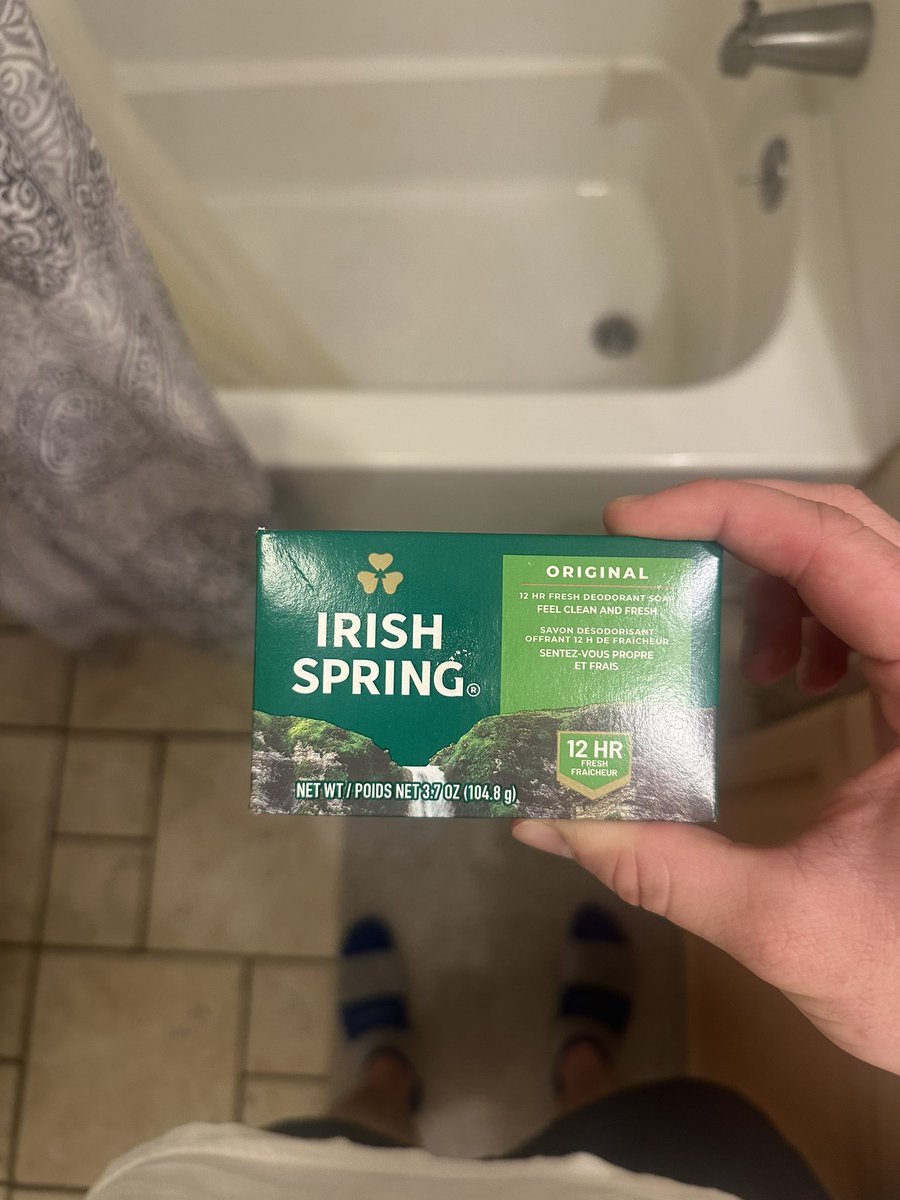 IRISH
SPRING®
ORIGINAL
12 HR FRESH DEODORANT SOAP
FEEL CLEAN AND FRESH
SAVON DÉSODORISANT
OFFRANT 12 H DE FRAÎCHEUR
SENTEZ-VOUS PROPRE
ET FRAIS
12 HR
FRESH
FRAÎCHEUR
NET WT / POIDS NET 3.7 OZ (104.8 g)